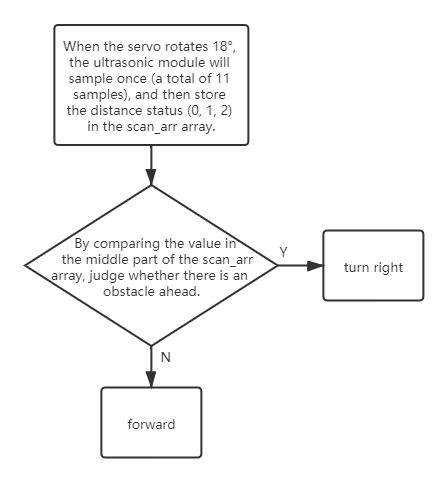 When the servo rotates 18°,
the ultrasonic module will
sample once (a total of 11
samples), and then store
the distance status (0, 1, 2)
in the scan_arr array.
By comparing the value in
the middle part of the scan_arr
array, judge whether there is an
obstacle ahead.
Y
turn right
N
forward